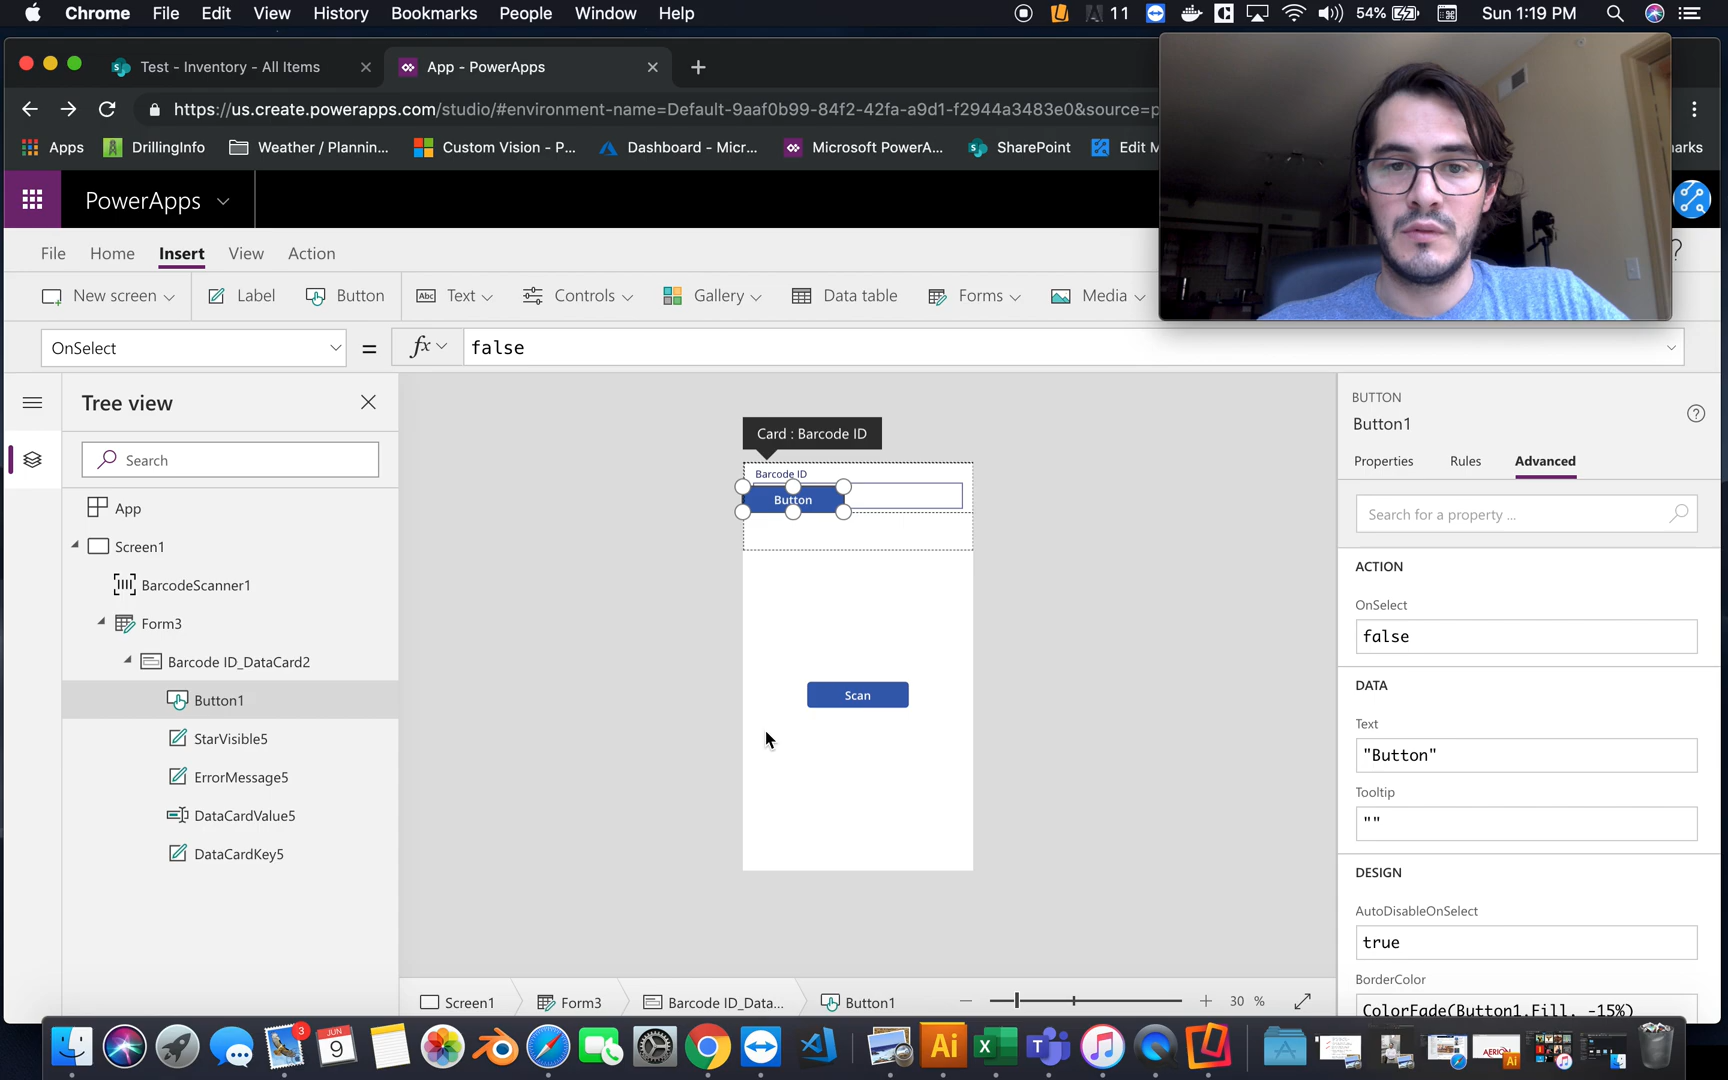 Chrome File Edit View History Bookmarks People Window Help
11 54% Sun 1:19 PM
Test - Inventory - All Items
App - PowerApps
https://us.create.powerapps.com/studio/#environment-name=Default-9aaf0b99-84f2-42fa-a9d1-f2944a3483e0&source=p
Apps DrillingInfo Weather / Plannin... Custom Vision - P... Dashboard - Micr... Microsoft PowerA... SharePoint Edit M arks
PowerApps
File Home Insert View Action
New screen Label Button Abc Text Controls Gallery Data table Forms Media ?
OnSelect = fx false
Tree view
Search
App
Screen1
BarcodeScanner1
Form3
Barcode ID_DataCard2
Button1
StarVisible5
ErrorMessage5
DataCardValue5
DataCardKey5
Card : Barcode ID
Barcode ID
Button
Scan
Screen1 Form3 Barcode ID_Data... Button1 30 %
BUTTON
Button1
?
Properties Rules Advanced
Search for a property ...
ACTION
OnSelect
false
DATA
Text
"Button"
Tooltip
""
DESIGN
AutoDisableOnSelect
true
BorderColor
ColorFade(Button1.Fill, -15%)
3 JUN 9 Ai